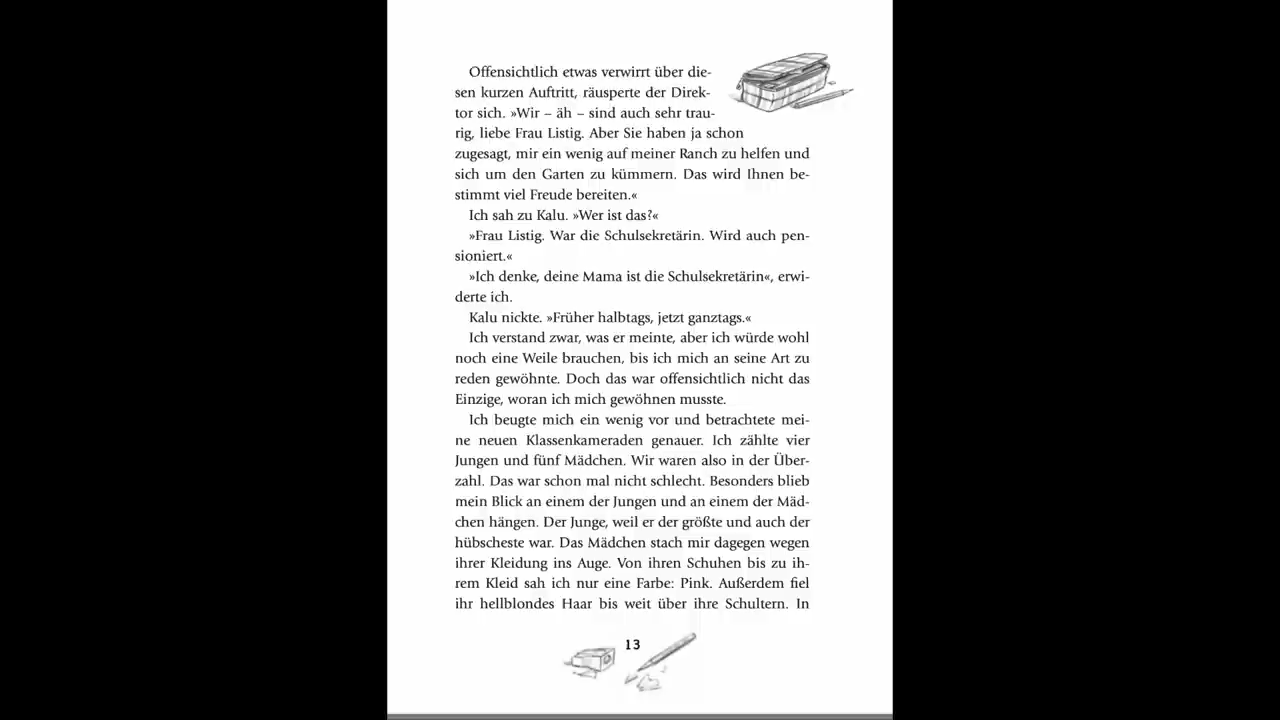 Offensichtlich etwas verwirrt über die-
sen kurzen Auftritt, räusperte der Direk-
tor sich. »Wir – äh – sind auch sehr trau-
rig, liebe Frau Listig. Aber Sie haben ja schon
zugesagt, mir ein wenig auf meiner Ranch zu helfen und
sich um den Garten zu kümmern. Das wird Ihnen be-
stimmt viel Freude bereiten.«
Ich sah zu Kalu. »Wer ist das?«
»Frau Listig. War die Schulsekretärin. Wird auch pen-
sioniert.«
»Ich denke, deine Mama ist die Schulsekretärin«, erwi-
derte ich.
Kalu nickte. »Früher halbtags, jetzt ganztags.«
Ich verstand zwar, was er meinte, aber ich würde wohl
noch eine Weile brauchen, bis ich mich an seine Art zu
reden gewöhnte. Doch das war offensichtlich nicht das
Einzige, woran ich mich gewöhnen musste.
Ich beugte mich ein wenig vor und betrachtete mei-
ne neuen Klassenkameraden genauer. Ich zählte vier
Jungen und fünf Mädchen. Wir waren also in der Über-
zahl. Das war schon mal nicht schlecht. Besonders blieb
mein Blick an einem der Jungen und an einem der Mäd-
chen hängen. Der Junge, weil er der größte und auch der
hübscheste war. Das Mädchen stach mir dagegen wegen
ihrer Kleidung ins Auge. Von ihren Schuhen bis zu ih-
rem Kleid sah ich nur eine Farbe: Pink. Außerdem fiel
ihr hellblondes Haar bis weit über ihre Schultern. In
13